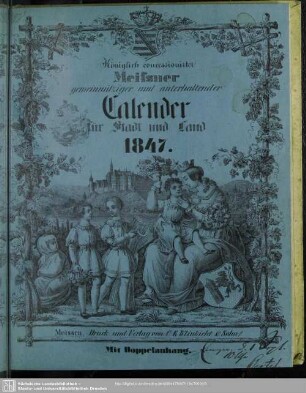 Königlich concessionirter
Meißner
gemeinnütziger und unterhaltender
Calender
für Stadt und Land
1847.
Meissen, Druck und Verlag von C. E. Klinkicht & Sohn.
Mit Doppelanhang.
Sächsische Landesbibliothek -
Staats- und Universitätsbibliothek Dresden